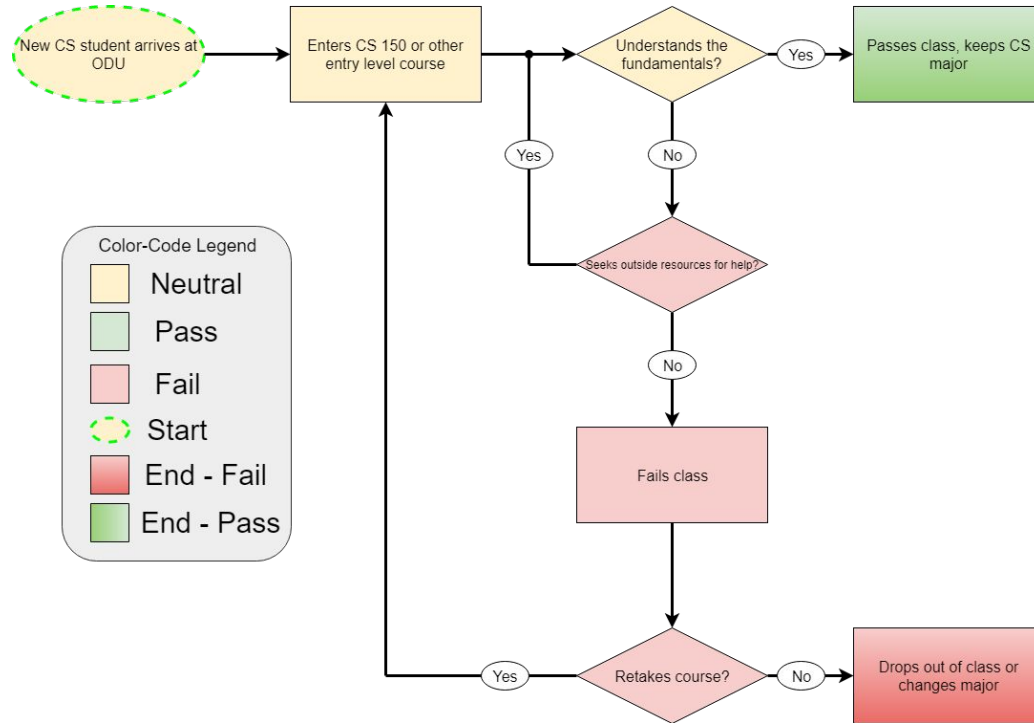 New CS student arrives at
ODU
Enters CS 150 or other
entry level course
Understands the
fundamentals?
Yes
Passes class, keeps CS
major
Yes
No
Seeks outside resources for help?
Color-Code Legend
Neutral
Pass
Fail
Start
End - Fail
End - Pass
No
Fails class
Yes
Retakes course?
No
Drops out of class or
changes major